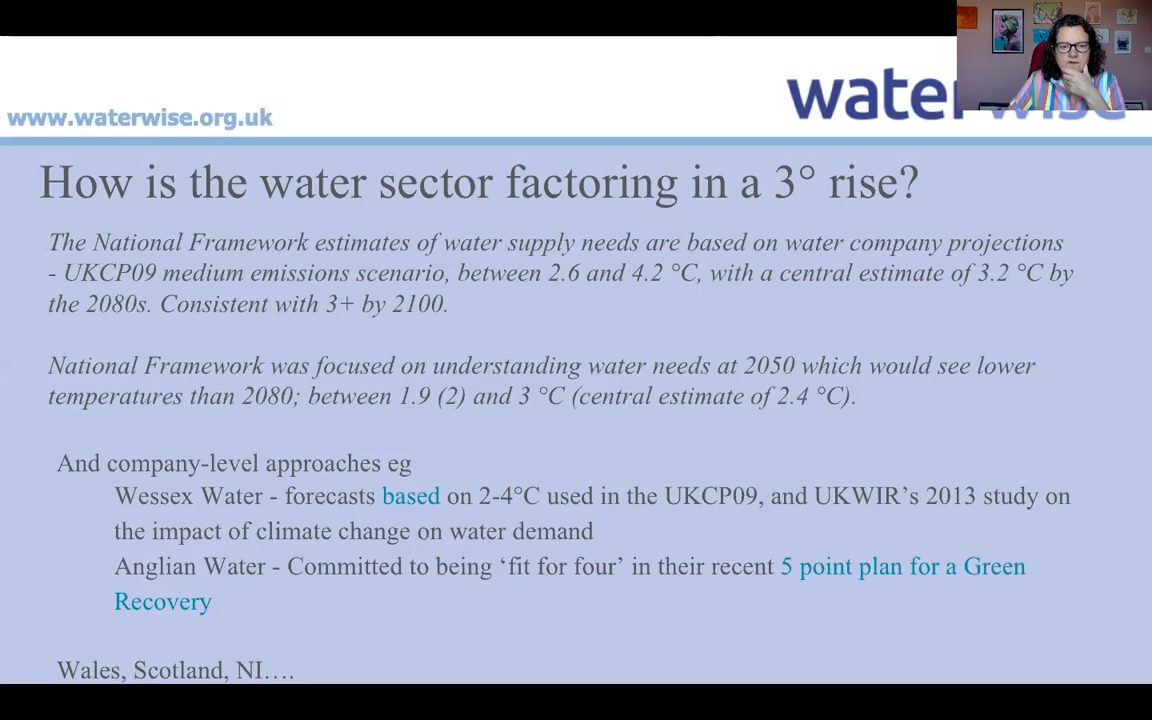 www.waterwise.org.uk
waterwise
How is the water sector factoring in a 3° rise?
The National Framework estimates of water supply needs are based on water company projections
- UKCP09 medium emissions scenario, between 2.6 and 4.2 °C, with a central estimate of 3.2 °C by
the 2080s. Consistent with 3+ by 2100.
National Framework was focused on understanding water needs at 2050 which would see lower
temperatures than 2080; between 1.9 (2) and 3 °C (central estimate of 2.4 °C).
And company-level approaches eg
Wessex Water - forecasts based on 2-4°C used in the UKCP09, and UKWIR’s 2013 study on
the impact of climate change on water demand
Anglian Water - Committed to being ‘fit for four’ in their recent 5 point plan for a Green
Recovery
Wales, Scotland, NI….